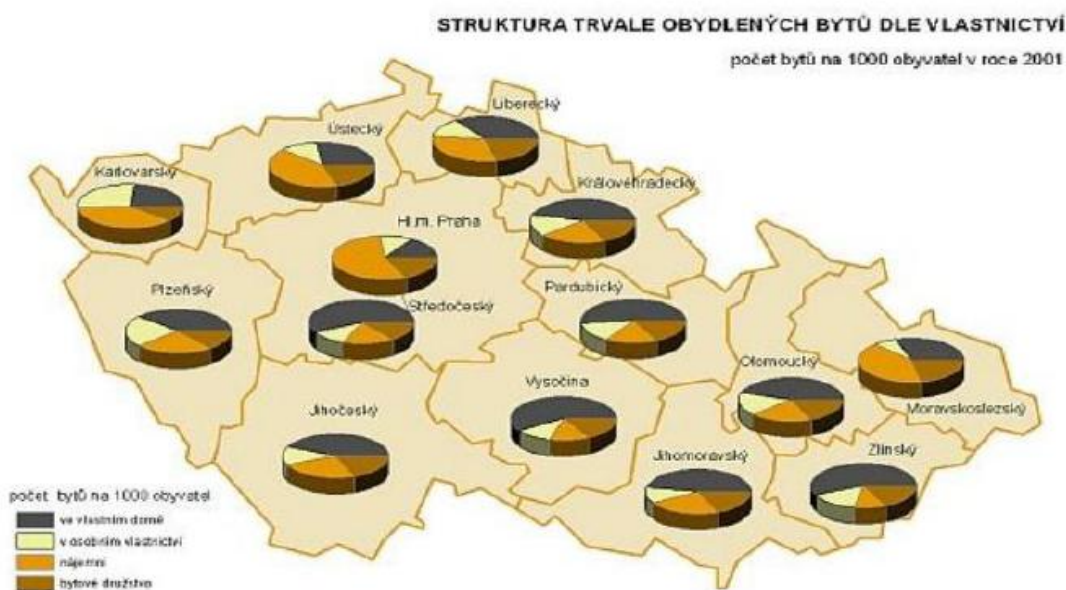 STRUKTURA TRVALE OBYDLENÝCH BYTŮ DLE VLASTNICTVÍ
počet bytů na 1000 obyvatel v roce 2001
Liberecký
Ústecký
Karlovarský
Královéhradecký
Hl.m. Praha
Plzeňský
Pardubický
Středočeský
Olomoucký
Vysočina
Jihočeský
Moravskoslezský
Zlínský
Jihomoravský
počet bytů na 1000 obyvatel
ve vlastním domě
v osobním vlastnictví
nájemní
bytové družstvo